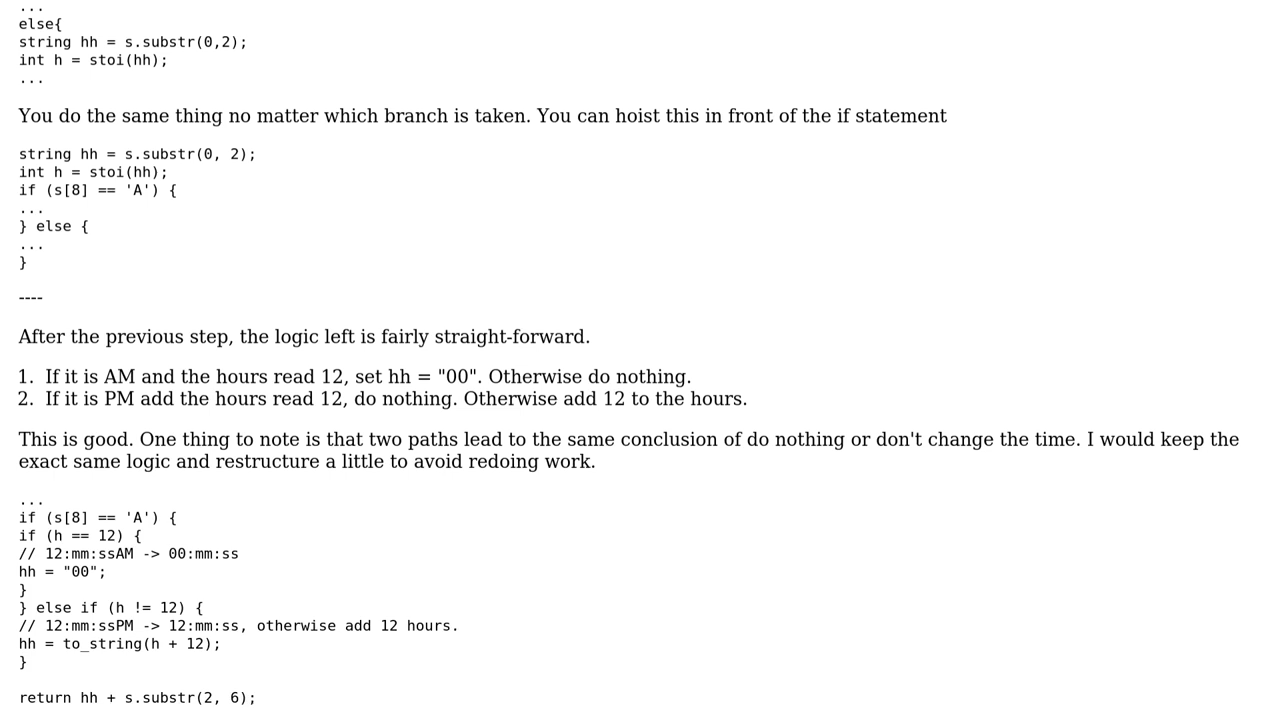 ...
else{
string hh = s.substr(0,2);
int h = stoi(hh);
...
You do the same thing no matter which branch is taken. You can hoist this in front of the if statement
string hh = s.substr(0, 2);
int h = stoi(hh);
if (s[8] == 'A') {
...
} else {
...
}
----
After the previous step, the logic left is fairly straight-forward.
1. If it is AM and the hours read 12, set hh = "00". Otherwise do nothing.
2. If it is PM add the hours read 12, do nothing. Otherwise add 12 to the hours.
This is good. One thing to note is that two paths lead to the same conclusion of do nothing or don't change the time. I would keep the
exact same logic and restructure a little to avoid redoing work.
...
if (s[8] == 'A') {
if (h == 12) {
// 12:mm:ssAM -> 00:mm:ss
hh = "00";
}
} else if (h != 12) {
// 12:mm:ssPM -> 12:mm:ss, otherwise add 12 hours.
hh = to_string(h + 12);
}
return hh + s.substr(2, 6);